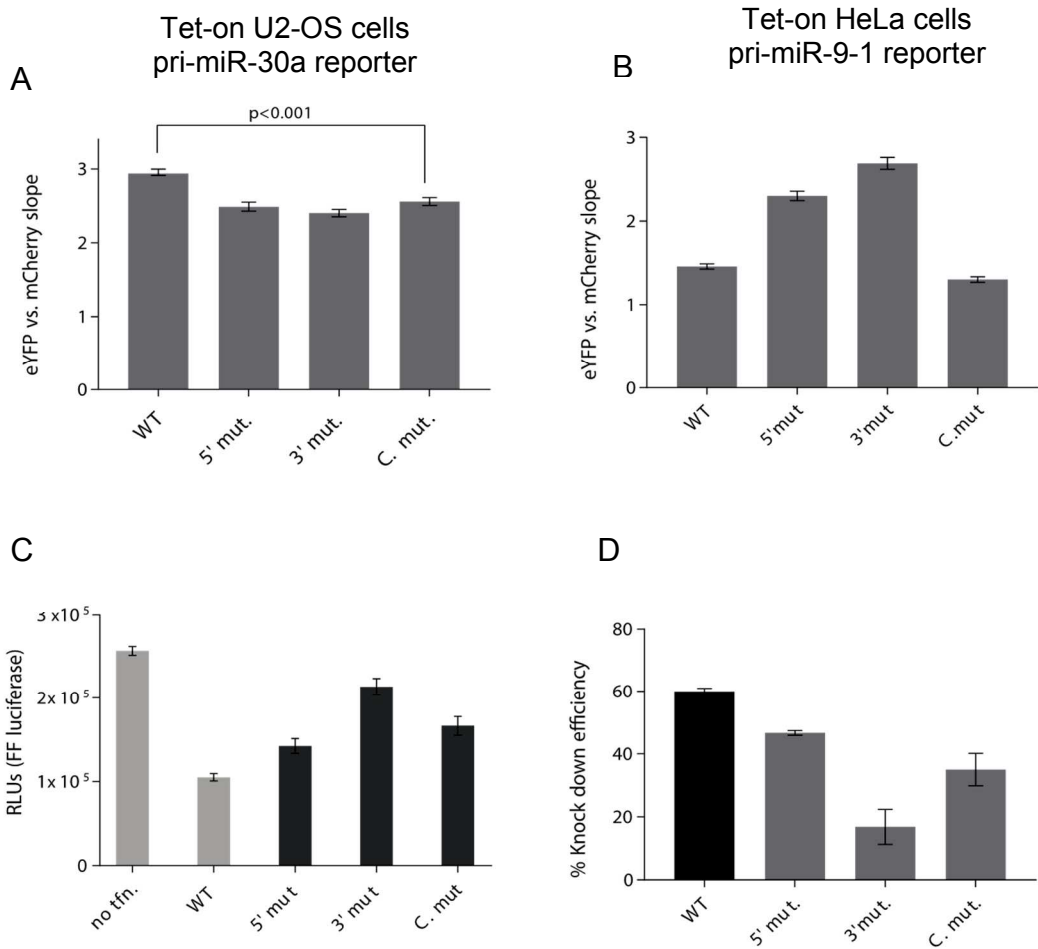 Tet-on U2-OS cells
pri-miR-30a reporter
Tet-on HeLa cells
pri-miR-9-1 reporter
A
p<0.001
eYFP vs. mCherry slope
3
2
1
0
WT
5' mut.
3' mut.
C. mut.
B
eYFP vs. mCherry slope
3
2
1
0
WT
5'mut
3'mut
C.mut
C
RLUs (FF luciferase)
3 x10⁵
2x10⁵
1x10⁵
0
no tfn.
WT
5' mut
3' mut
C. mut
D
% Knock down efficiency
80
60
40
20
0
WT
5' mut.
3'mut.
C. mut.